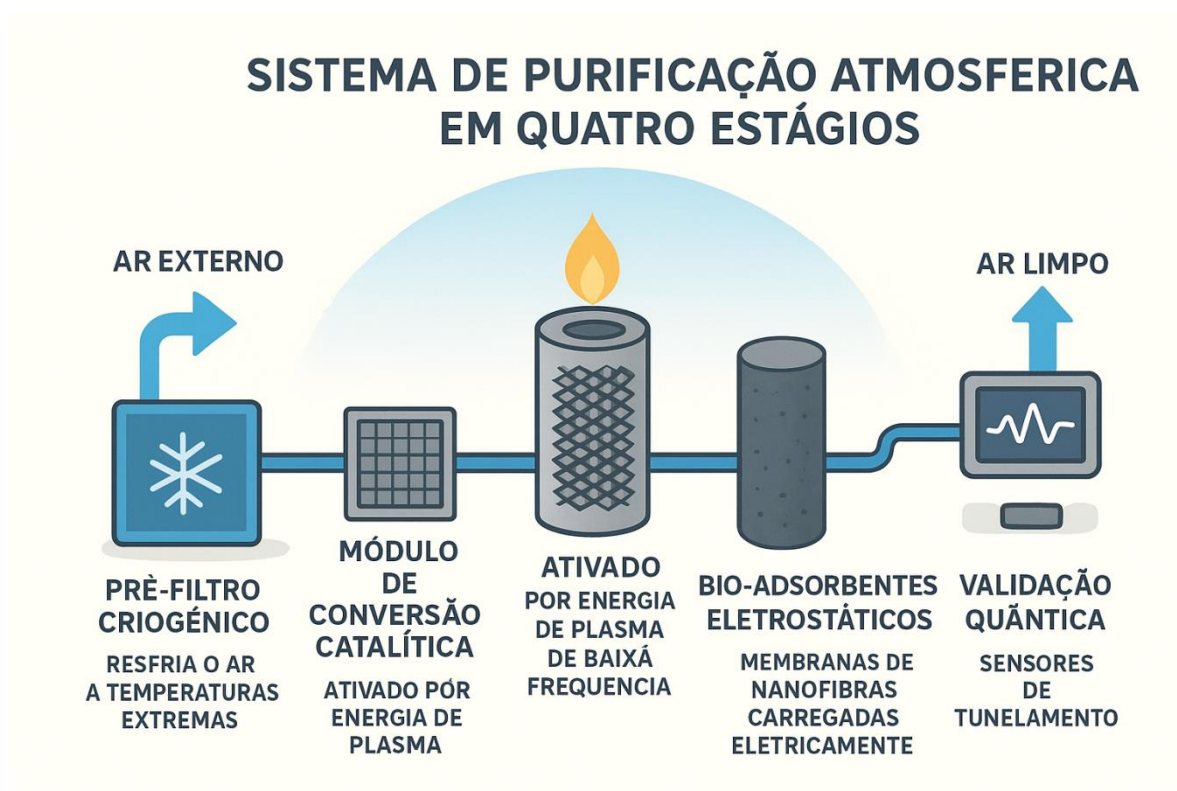 SISTEMA DE PURIFICAÇÃO ATMOSFERICA
EM QUATRO ESTÁGIOS
AR EXTERNO
AR LIMPO
PRÈ-FILTRO
CRIOGÉNICO
RESFRIA O AR
A TEMPERATURAS
EXTREMAS
MÓDULO
DE
CONVERSÃO
CATALÍTICA
ATIVADO PÓR
ENERGIA DE
PLASMA
ATIVADO
POR ENERGIA
DE PLASMA
DE BAIXÁ
FREQUENCIA
BIO-ADSORBENTES
ELETROSTÁTICOS
MEMBRANAS DE
NANOFIBRAS
CARREGADAS
ELETRICAMENTE
VALIDAÇÃO
QUÃNTICA
SENSORES
DE
TUNELAMENTO